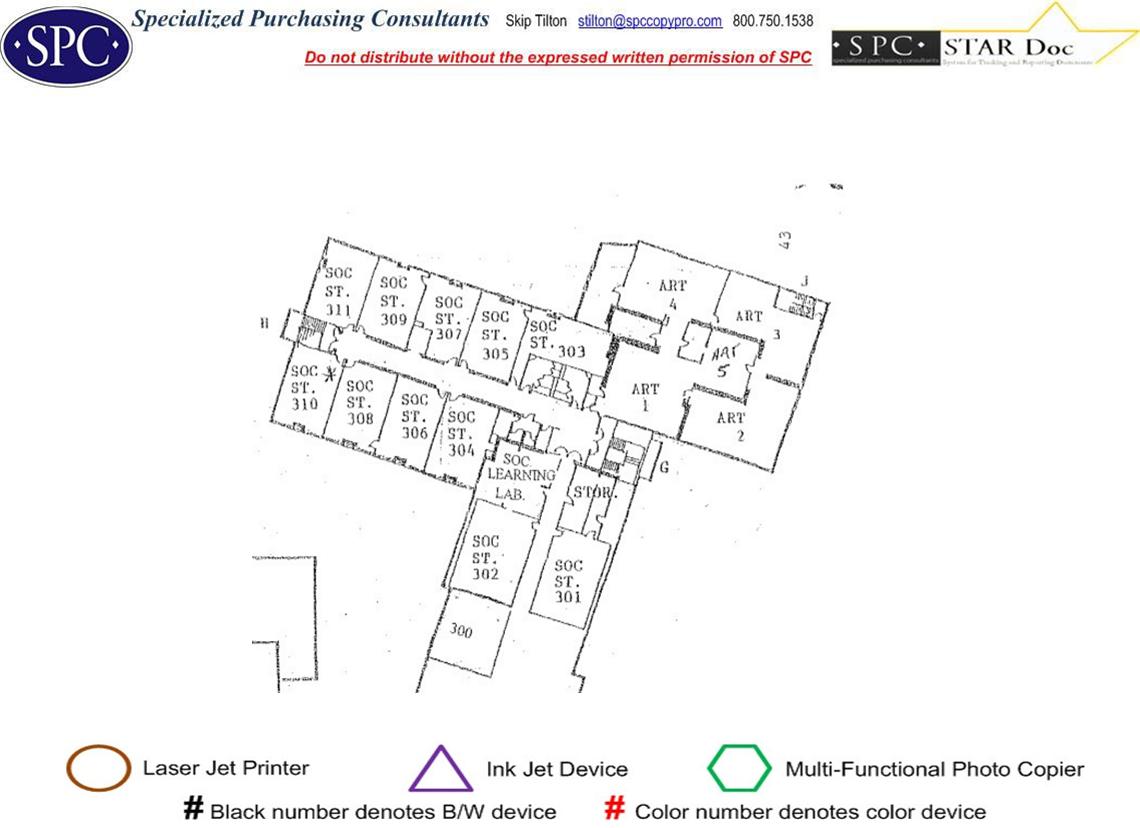 ·SPC·
Specialized Purchasing Consultants Skip Tilton stilton@spccopypro.com 800.750.1538
Do not distribute without the expressed written permission of SPC
·SPC· STAR Doc
specialized purchasing consultants System for Tracking and Reporting Documents
43
J
H
G
SOC
ST.
311
SOC
ST.
309
SOC
ST.
307
SOC
ST.
305
SOC
ST. 303
ART
4
ART
3
ART
5
ART
1
ART
2
SOC *
ST.
310
SOC
ST.
308
SOC
ST.
306
SOC
ST.
304
SOC.
LEARNING
LAB.
STOR.
SOC
ST.
302
SOC
ST.
301
300
Laser Jet Printer
Ink Jet Device
Multi-Functional Photo Copier
# Black number denotes B/W device
# Color number denotes color device